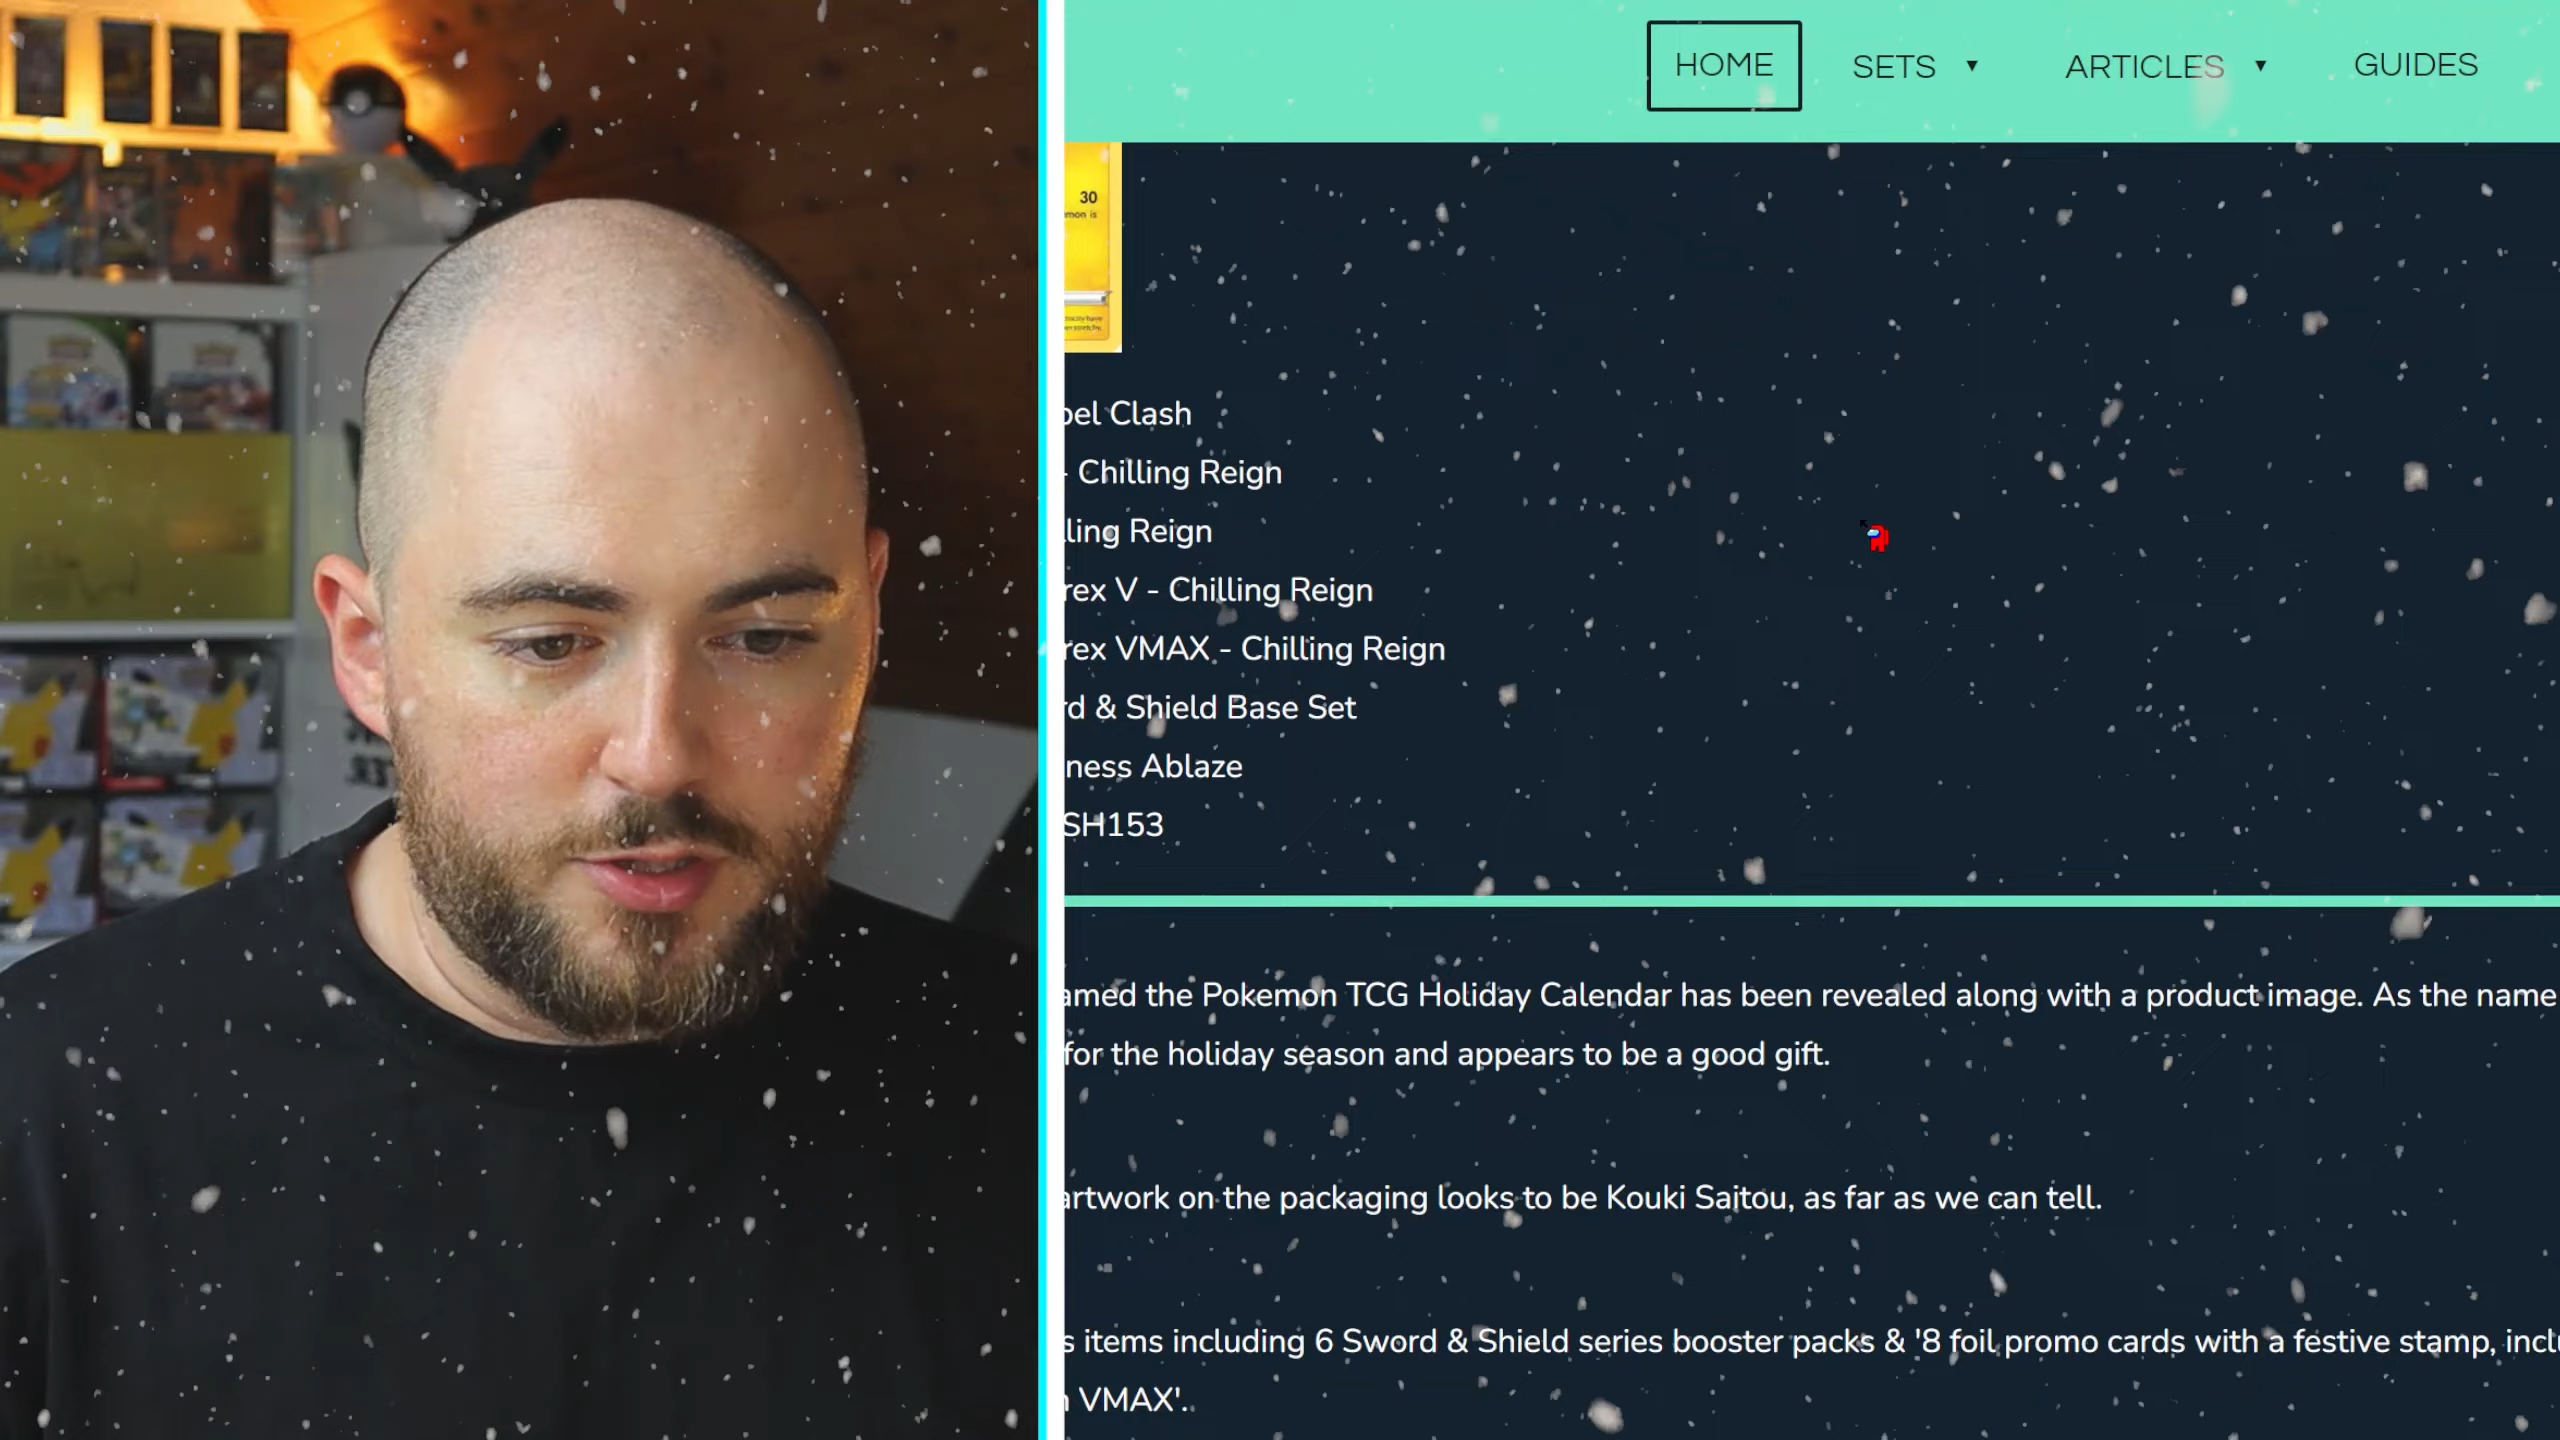 HOME SETS ▼ ARTICLES ▼ GUIDES
30
mon is
bel Clash
- Chilling Reign
lling Reign
rex V - Chilling Reign
rex VMAX - Chilling Reign
rd & Shield Base Set
ness Ablaze
SH153
amed the Pokemon TCG Holiday Calendar has been revealed along with a product image. As the name
for the holiday season and appears to be a good gift.
artwork on the packaging looks to be Kouki Saitou, as far as we can tell.
s items including 6 Sword & Shield series booster packs & '8 foil promo cards with a festive stamp, inclu
n VMAX'.